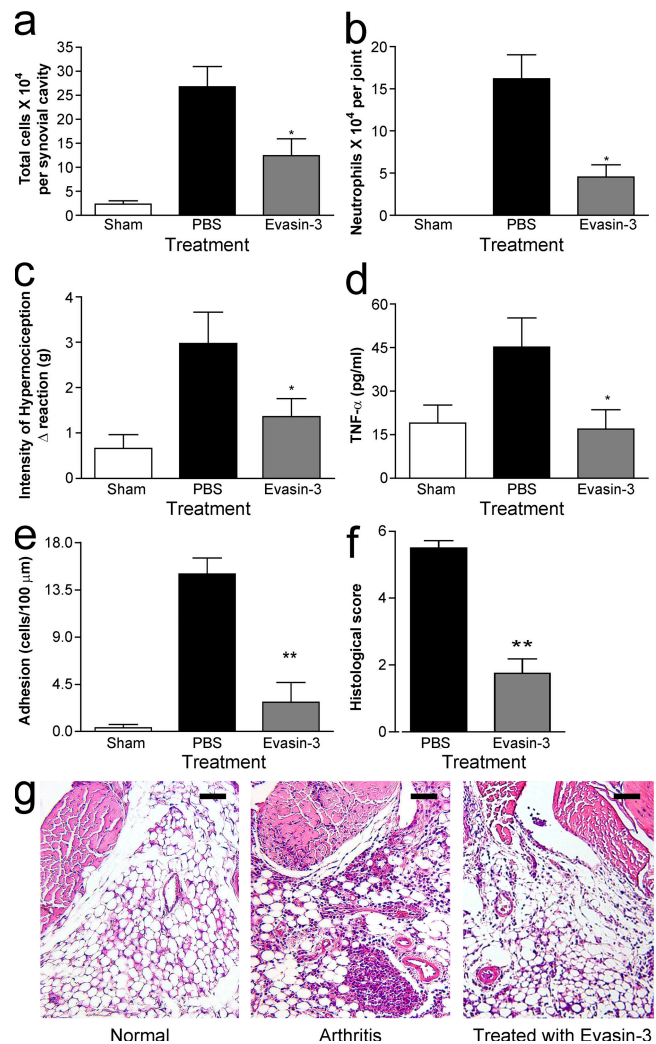 a
Total cells X 10⁴
per synovial cavity
35
30
25
20
15
10
5
0
*
Sham PBS Evasin-3
Treatment
b
Neutrophils X 10⁴ per joint
20
15
10
5
0
*
Sham PBS Evasin-3
Treatment
c
Intensity of Hypernociception
Δ reaction (g)
4
3
2
1
0
*
Sham PBS Evasin-3
Treatment
d
TNF-α (pg/ml)
60
45
30
15
0
*
Sham PBS Evasin-3
Treatment
e
Adhesion (cells/100 μm)
18.0
13.5
9.0
4.5
0.0
**
Sham PBS Evasin-3
Treatment
f
Histological score
6
4
2
0
**
PBS Evasin-3
Treatment
g
Normal Arthritis Treated with Evasin-3